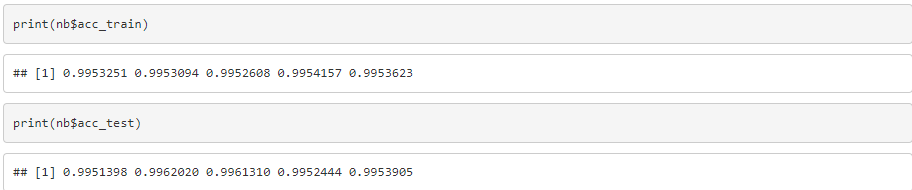 print(nb$acc_train)
## [1] 0.9953251 0.9953094 0.9952608 0.9954157 0.9953623
print(nb$acc_test)
## [1] 0.9951398 0.9962020 0.9961310 0.9952444 0.9953905